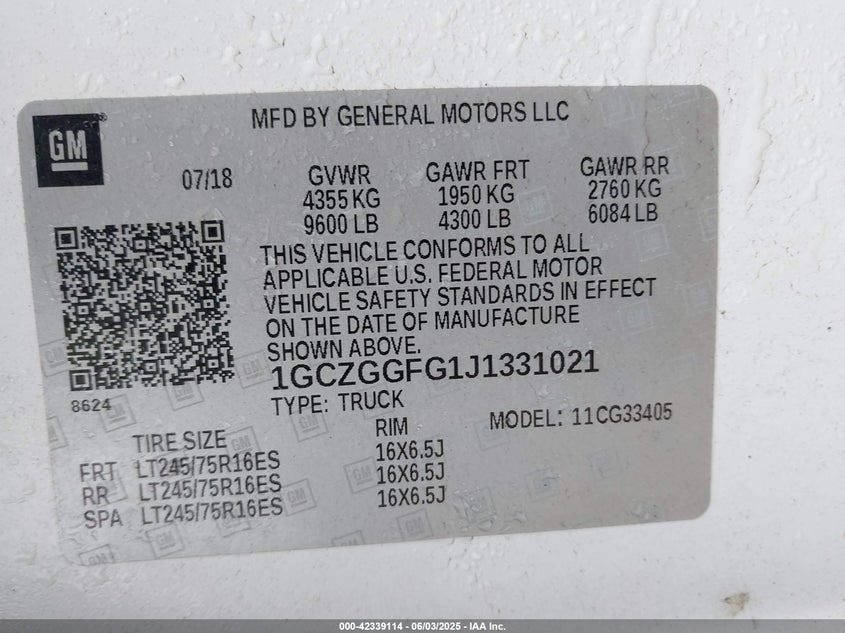 MFD BY GENERAL MOTORS LLC
GM
07/18
GVWR GAWR FRT GAWR RR
4355 KG 1950 KG 2760 KG
9600 LB 4300 LB 6084 LB
THIS VEHICLE CONFORMS TO ALL
APPLICABLE U.S. FEDERAL MOTOR
VEHICLE SAFETY STANDARDS IN EFFECT
ON THE DATE OF MANUFACTURE
SHOWN ABOVE.
1GCZGGFG1J1331021
8624
TYPE: TRUCK MODEL: 11CG33405
TIRE SIZE RIM
FRT LT245/75R16ES 16X6.5J
RR LT245/75R16ES 16X6.5J
SPA LT245/75R16ES 16X6.5J
000-42339114 - 06/03/2025 - IAA Inc.